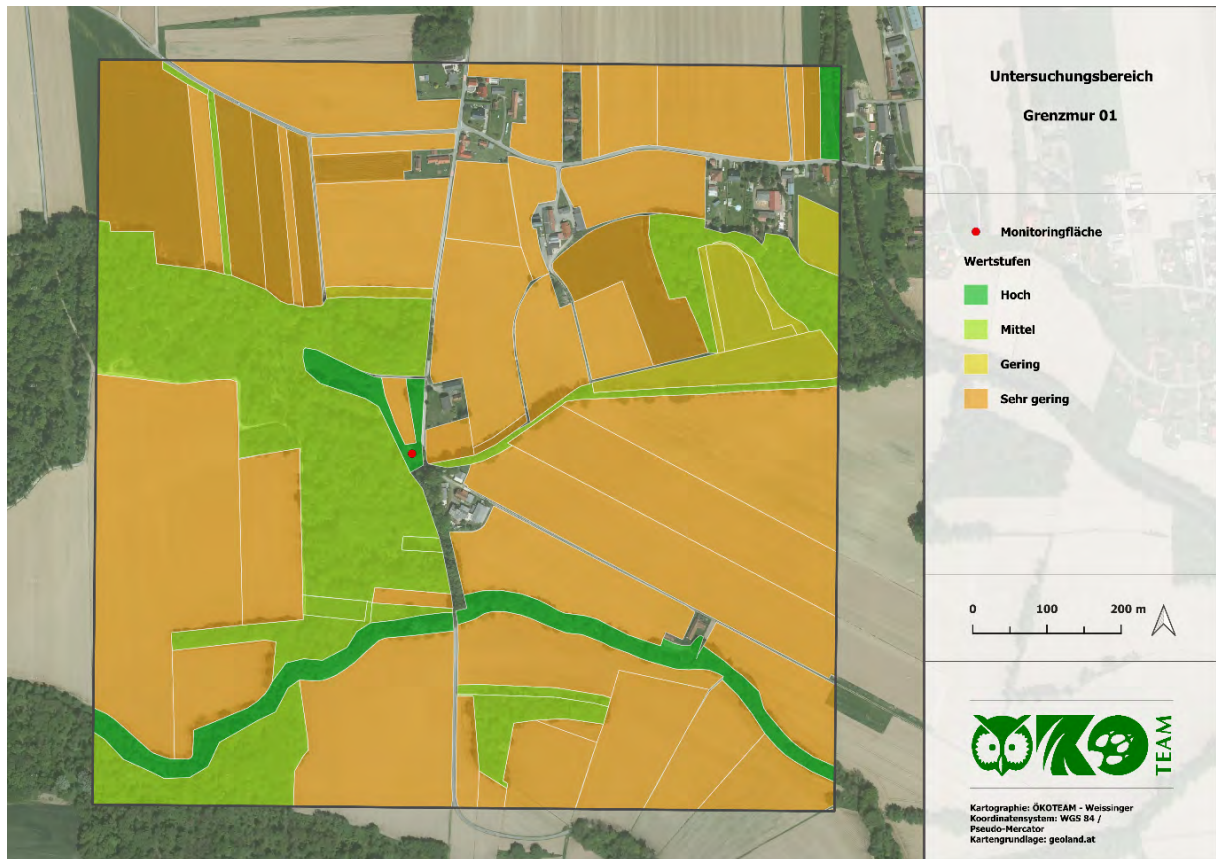 Untersuchungsbereich
Grenzmur 01
Monitoringfläche
Wertstufen
Hoch
Mittel
Gering
Sehr gering
0 100 200 m
ÖKO
TEAM
Kartographie: ÖKOTEAM - Weissinger
Koordinatensystem: WGS 84 /
Pseudo-Mercator
Kartengrundlage: geoland.at